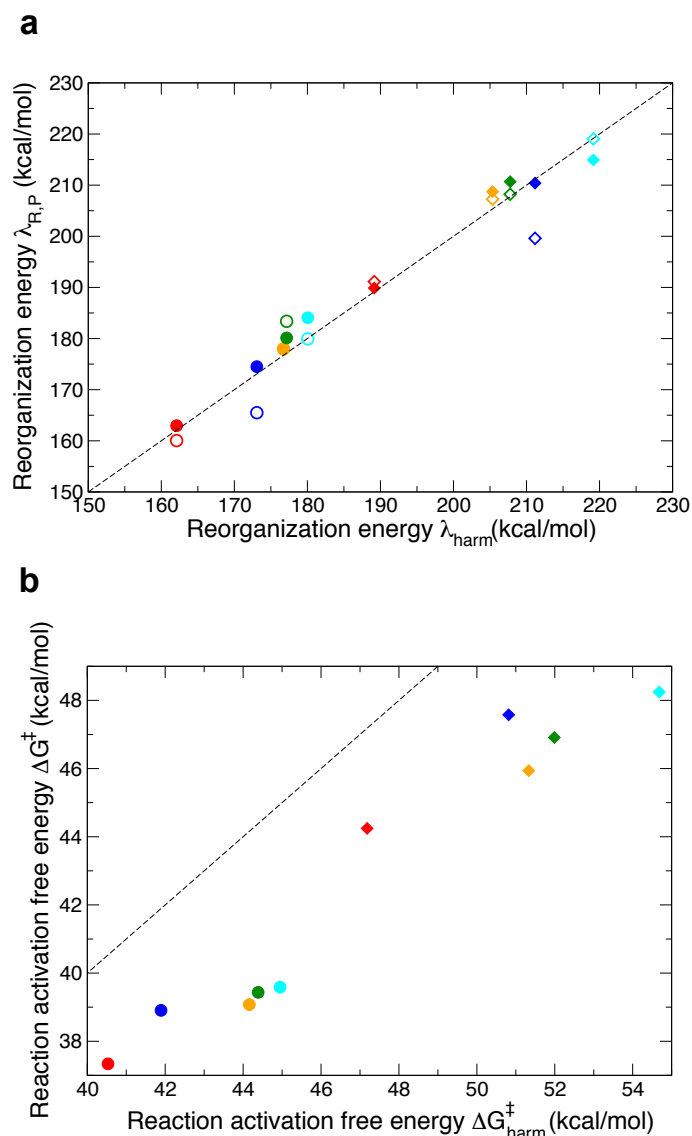 a
230
220
210
200
190
180
170
160
150
Reorganization energy λR,P (kcal/mol)
150 160 170 180 190 200 210 220 230
Reorganization energy λharm(kcal/mol)
b
48
46
44
42
40
38
Reaction activation free energy ΔG‡ (kcal/mol)
40 42 44 46 48 50 52 54
Reaction activation free energy ΔG‡harm(kcal/mol)